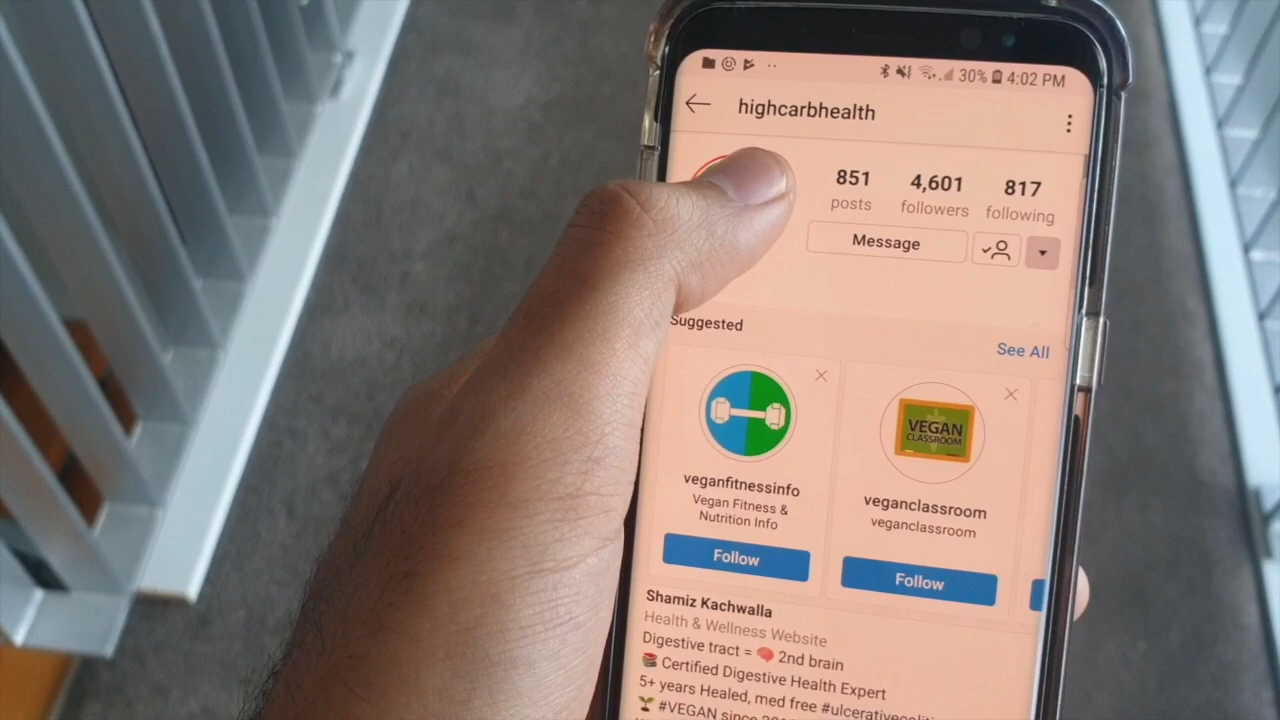 30% 4:02 PM
highcarbhealth
851 4,601 817
posts followers following
Message
Suggested
See All
VEGAN
CLASSROOM
veganfitnessinfo
Vegan Fitness &
Nutrition Info
Follow
veganclassroom
veganclassroom
Follow
Shamiz Kachwalla
Health & Wellness Website
Digestive tract = 🧠 2nd brain
📚 Certified Digestive Health Expert
5+ years Healed, med free
🌱 #VEGAN since